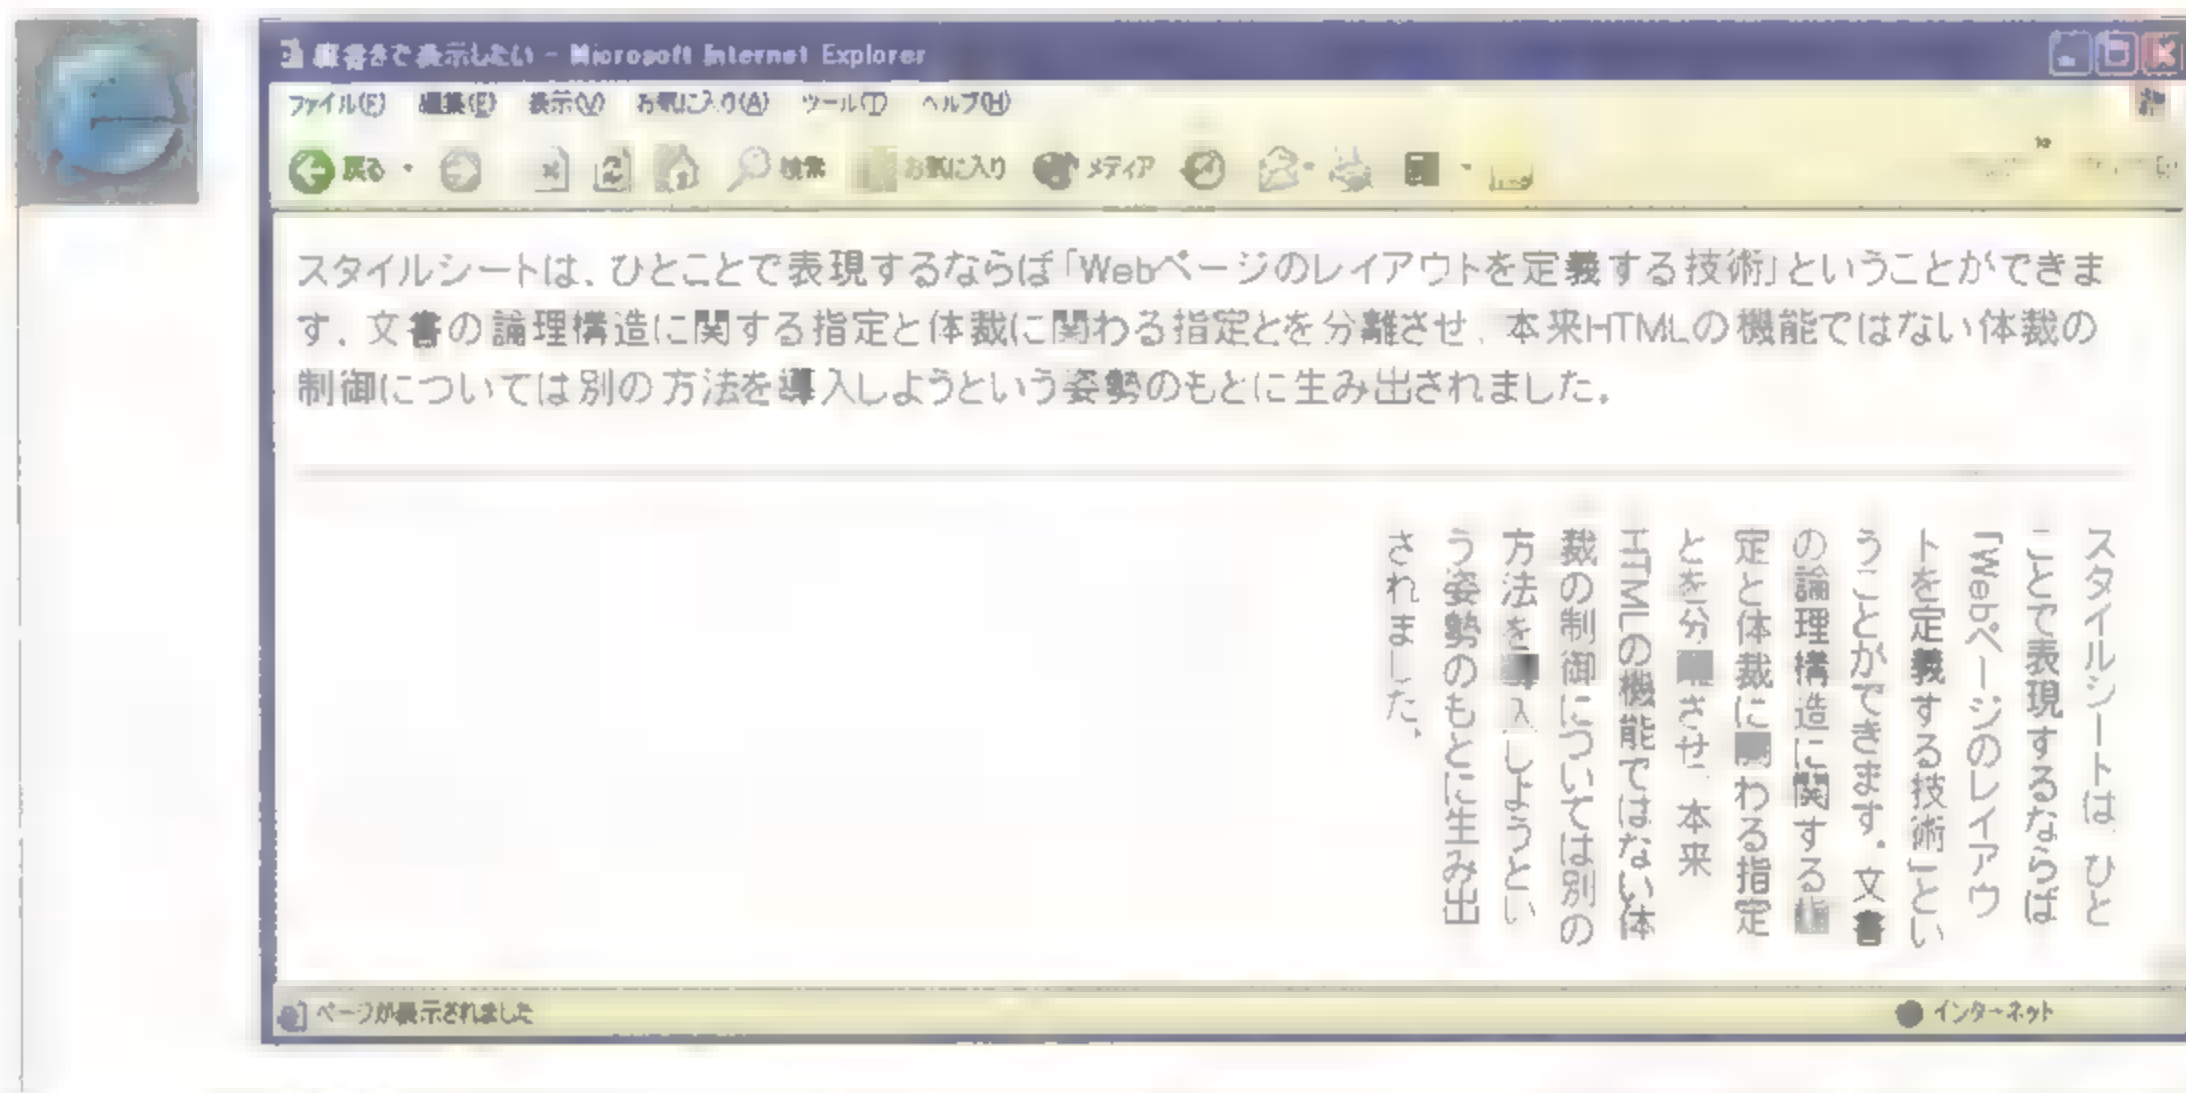 縦書きで表示したい - Microsoft Internet Explorer
ファイル(F) 編集(E) 表示(V) お気に入り(A) ツール(T) ヘルプ(H)
戻る 検索 お気に入り メディア
スタイルシートは、ひとことで表現するならば「Webページのレイアウトを定義する技術」ということができま
す。文書の論理構造に関する指定と体裁に関わる指定とを分離させ、本来HTMLの機能ではない体裁の
制御については別の方法を導入しようという姿勢のもとに生み出されました。
スタイルシートは、ひと
ことで表現するならば
「Webページのレイアウ
トを定義する技術」とい
うことができます。文書
の論理構造に関する指
定と体裁に関わる指定
とを分離させ、本来
HTMLの機能ではない体
裁の制御については別の
方法を導入しようとい
う姿勢のもとに生み出
されました。
ページが表示されました
インターネット